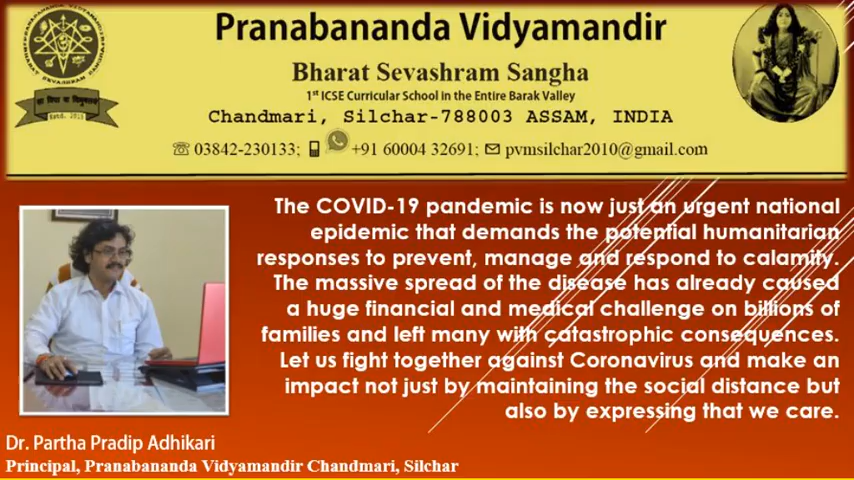 Pranabananda Vidyamandir
Bharat Sevashram Sangha
1st ICSE Curricular School in the Entire Barak Valley
Chandmari, Silchar-788003 ASSAM, INDIA
03842-230133; +91 60004 32691; pvmsilchar2010@gmail.com
सा विद्या या विमुक्तये
Estd. 2015
The COVID-19 pandemic is now just an urgent national
epidemic that demands the potential humanitarian
responses to prevent, manage and respond to calamity.
The massive spread of the disease has already caused
a huge financial and medical challenge on billions of
families and left many with catastrophic consequences.
Let us fight together against Coronavirus and make an
impact not just by maintaining the social distance but
also by expressing that we care.
Dr. Partha Pradip Adhikari
Principal, Pranabananda Vidyamandir Chandmari, Silchar